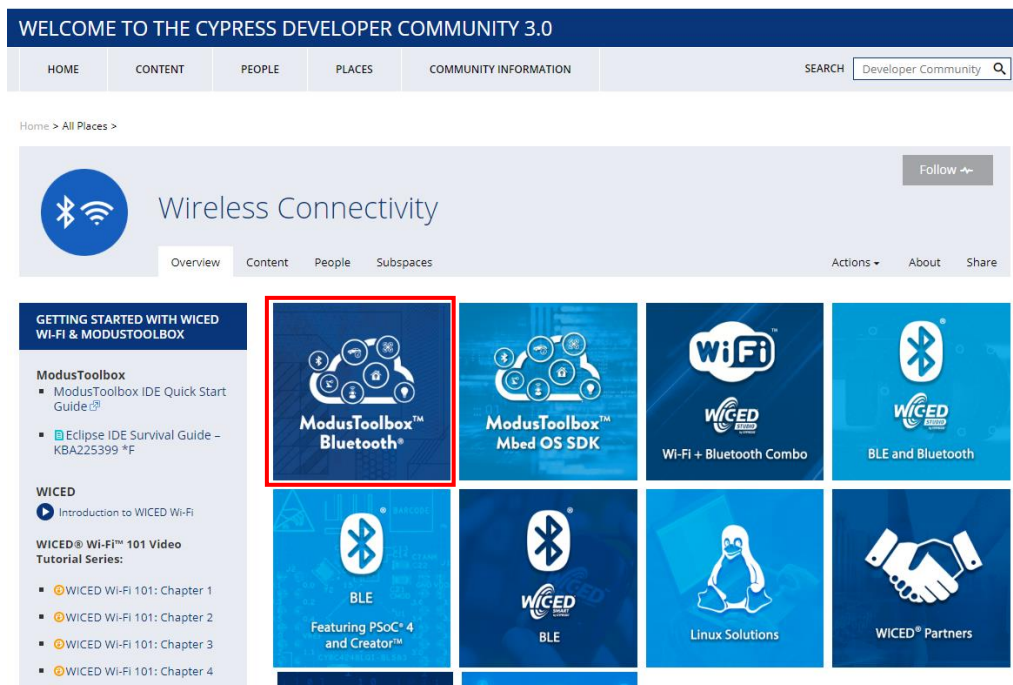 WELCOME TO THE CYPRESS DEVELOPER COMMUNITY 3.0
HOME CONTENT PEOPLE PLACES COMMUNITY INFORMATION SEARCH Developer Community
Home > All Places >
Follow
Wireless Connectivity
Overview Content People Subspaces Actions About Share
GETTING STARTED WITH WICED
WI-FI & MODUSTOOLBOX
ModusToolbox
ModusToolbox IDE Quick Start
Guide
Eclipse IDE Survival Guide –
KBA225399 *F
WICED
Introduction to WICED Wi-Fi
WICED® Wi-Fi™ 101 Video
Tutorial Series:
WICED Wi-Fi 101: Chapter 1
WICED Wi-Fi 101: Chapter 2
WICED Wi-Fi 101: Chapter 3
WICED Wi-Fi 101: Chapter 4
ModusToolbox™
Bluetooth®
ModusToolbox™
Mbed OS SDK
WiFi™
WICED
STUDIO
Wi-Fi + Bluetooth Combo
®
WICED
STUDIO
BLE and Bluetooth
®
BLE
Featuring PSoC® 4
and Creator™
®
WICED
SMART
BLE
Linux Solutions
WICED® Partners